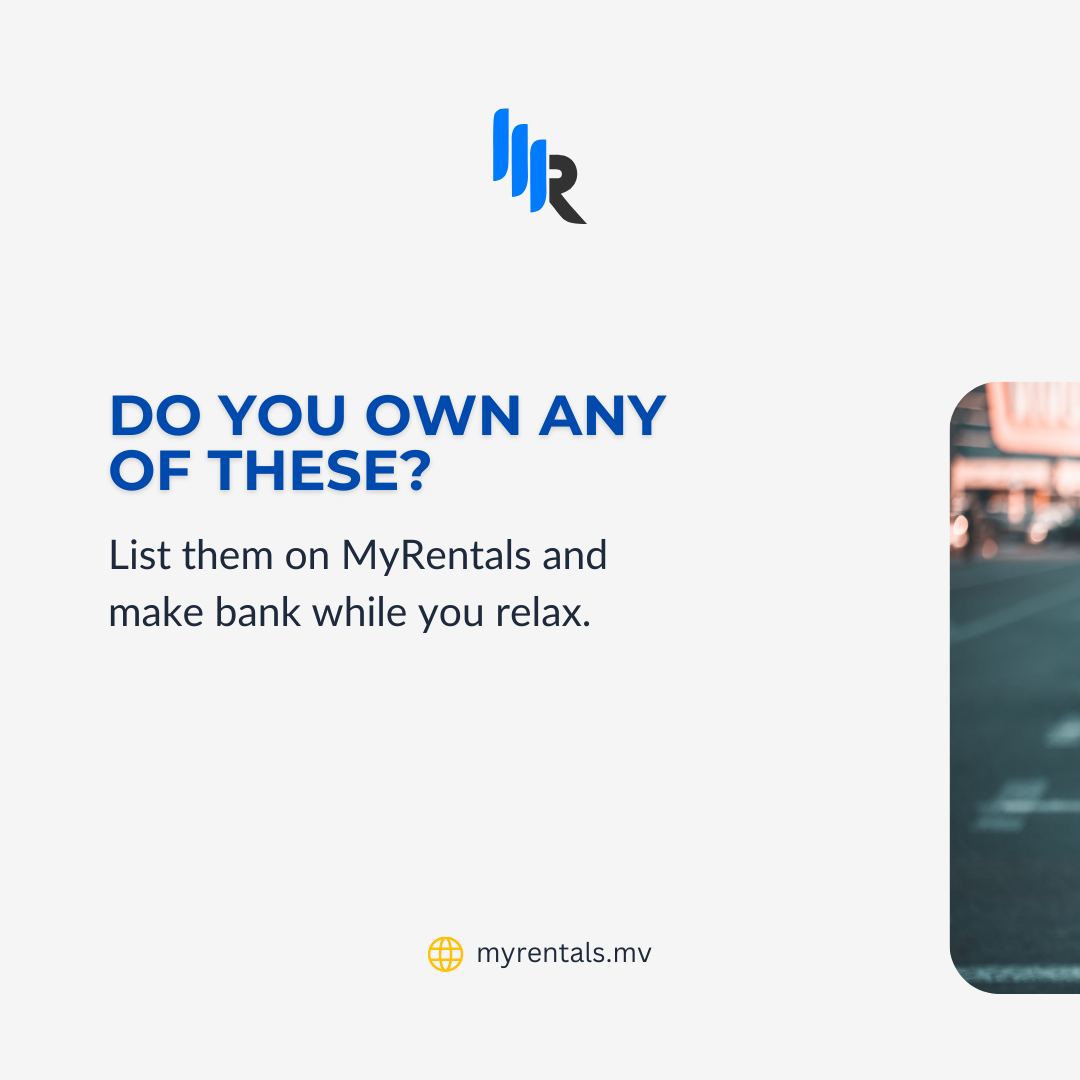 R
DO YOU OWN ANY
OF THESE?
List them on MyRentals and
make bank while you relax.
myrentals.mv